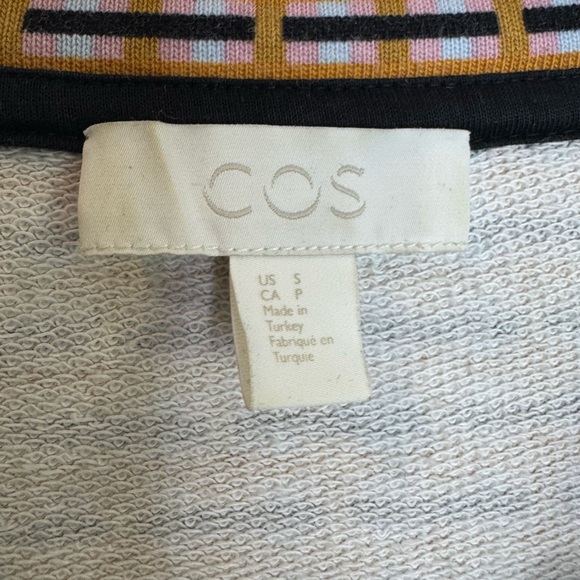 COS
US S
CA P
Made in
Turkey
Fabriqué en
Turquie